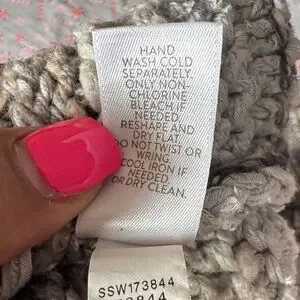 HAND
WASH COLD
SEPARATELY.
ONLY NON-
CHLORINE
BLEACH IF
NEEDED.
RESHAPE AND
DRY FLAT.
DO NOT TWIST OR
WRING.
COOL IRON IF
NEEDED
OR DRY CLEAN.
SSW173844